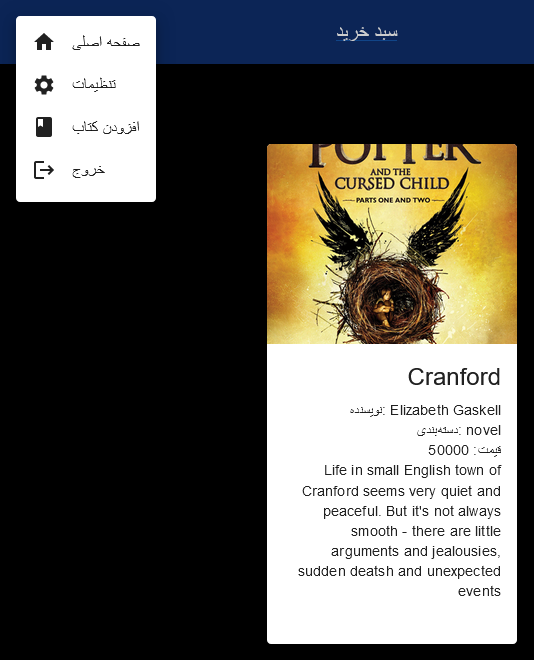 سبد خرید
صفحه اصلی
تنظیمات
افزودن کتاب
خروج
POTTER
AND THE
CURSED CHILD
PARTS ONE AND TWO
Cranford
نویسنده: Elizabeth Gaskell
دسته‌بندی: novel
قیمت: 50000
Life in small English town of
Cranford seems very quiet and
peaceful. But it's not always
smooth - there are little
arguments and jealousies,
sudden deatsh and unexpected
events